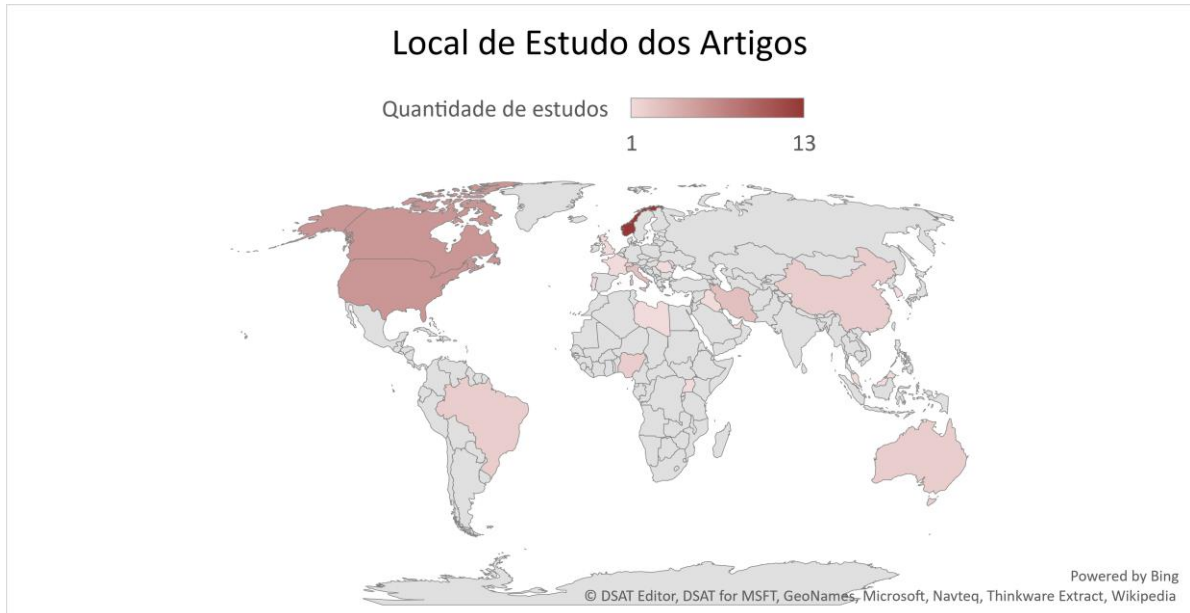 Local de Estudo dos Artigos
Quantidade de estudos
1 13
Powered by Bing
© DSAT Editor, DSAT for MSFT, GeoNames, Microsoft, Navteq, Thinkware Extract, Wikipedia